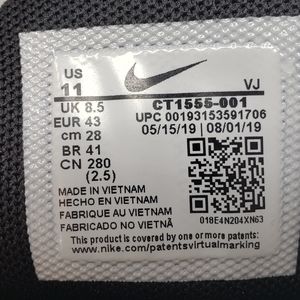 US
11
VJ
UK 8.5
CT1555-001
EUR 43
UPC 00193153591706
cm 28
05/15/19 | 08/01/19
BR 41
CN 280
(2.5)
MADE IN VIETNAM
HECHO EN VIETNAM
FABRIQUE AU VIETNAM
FABRICADO NO VIETNÃ
018E4N204XN63
This product is covered by one or more patents:
www.nike.com/patentsvirtualmarking